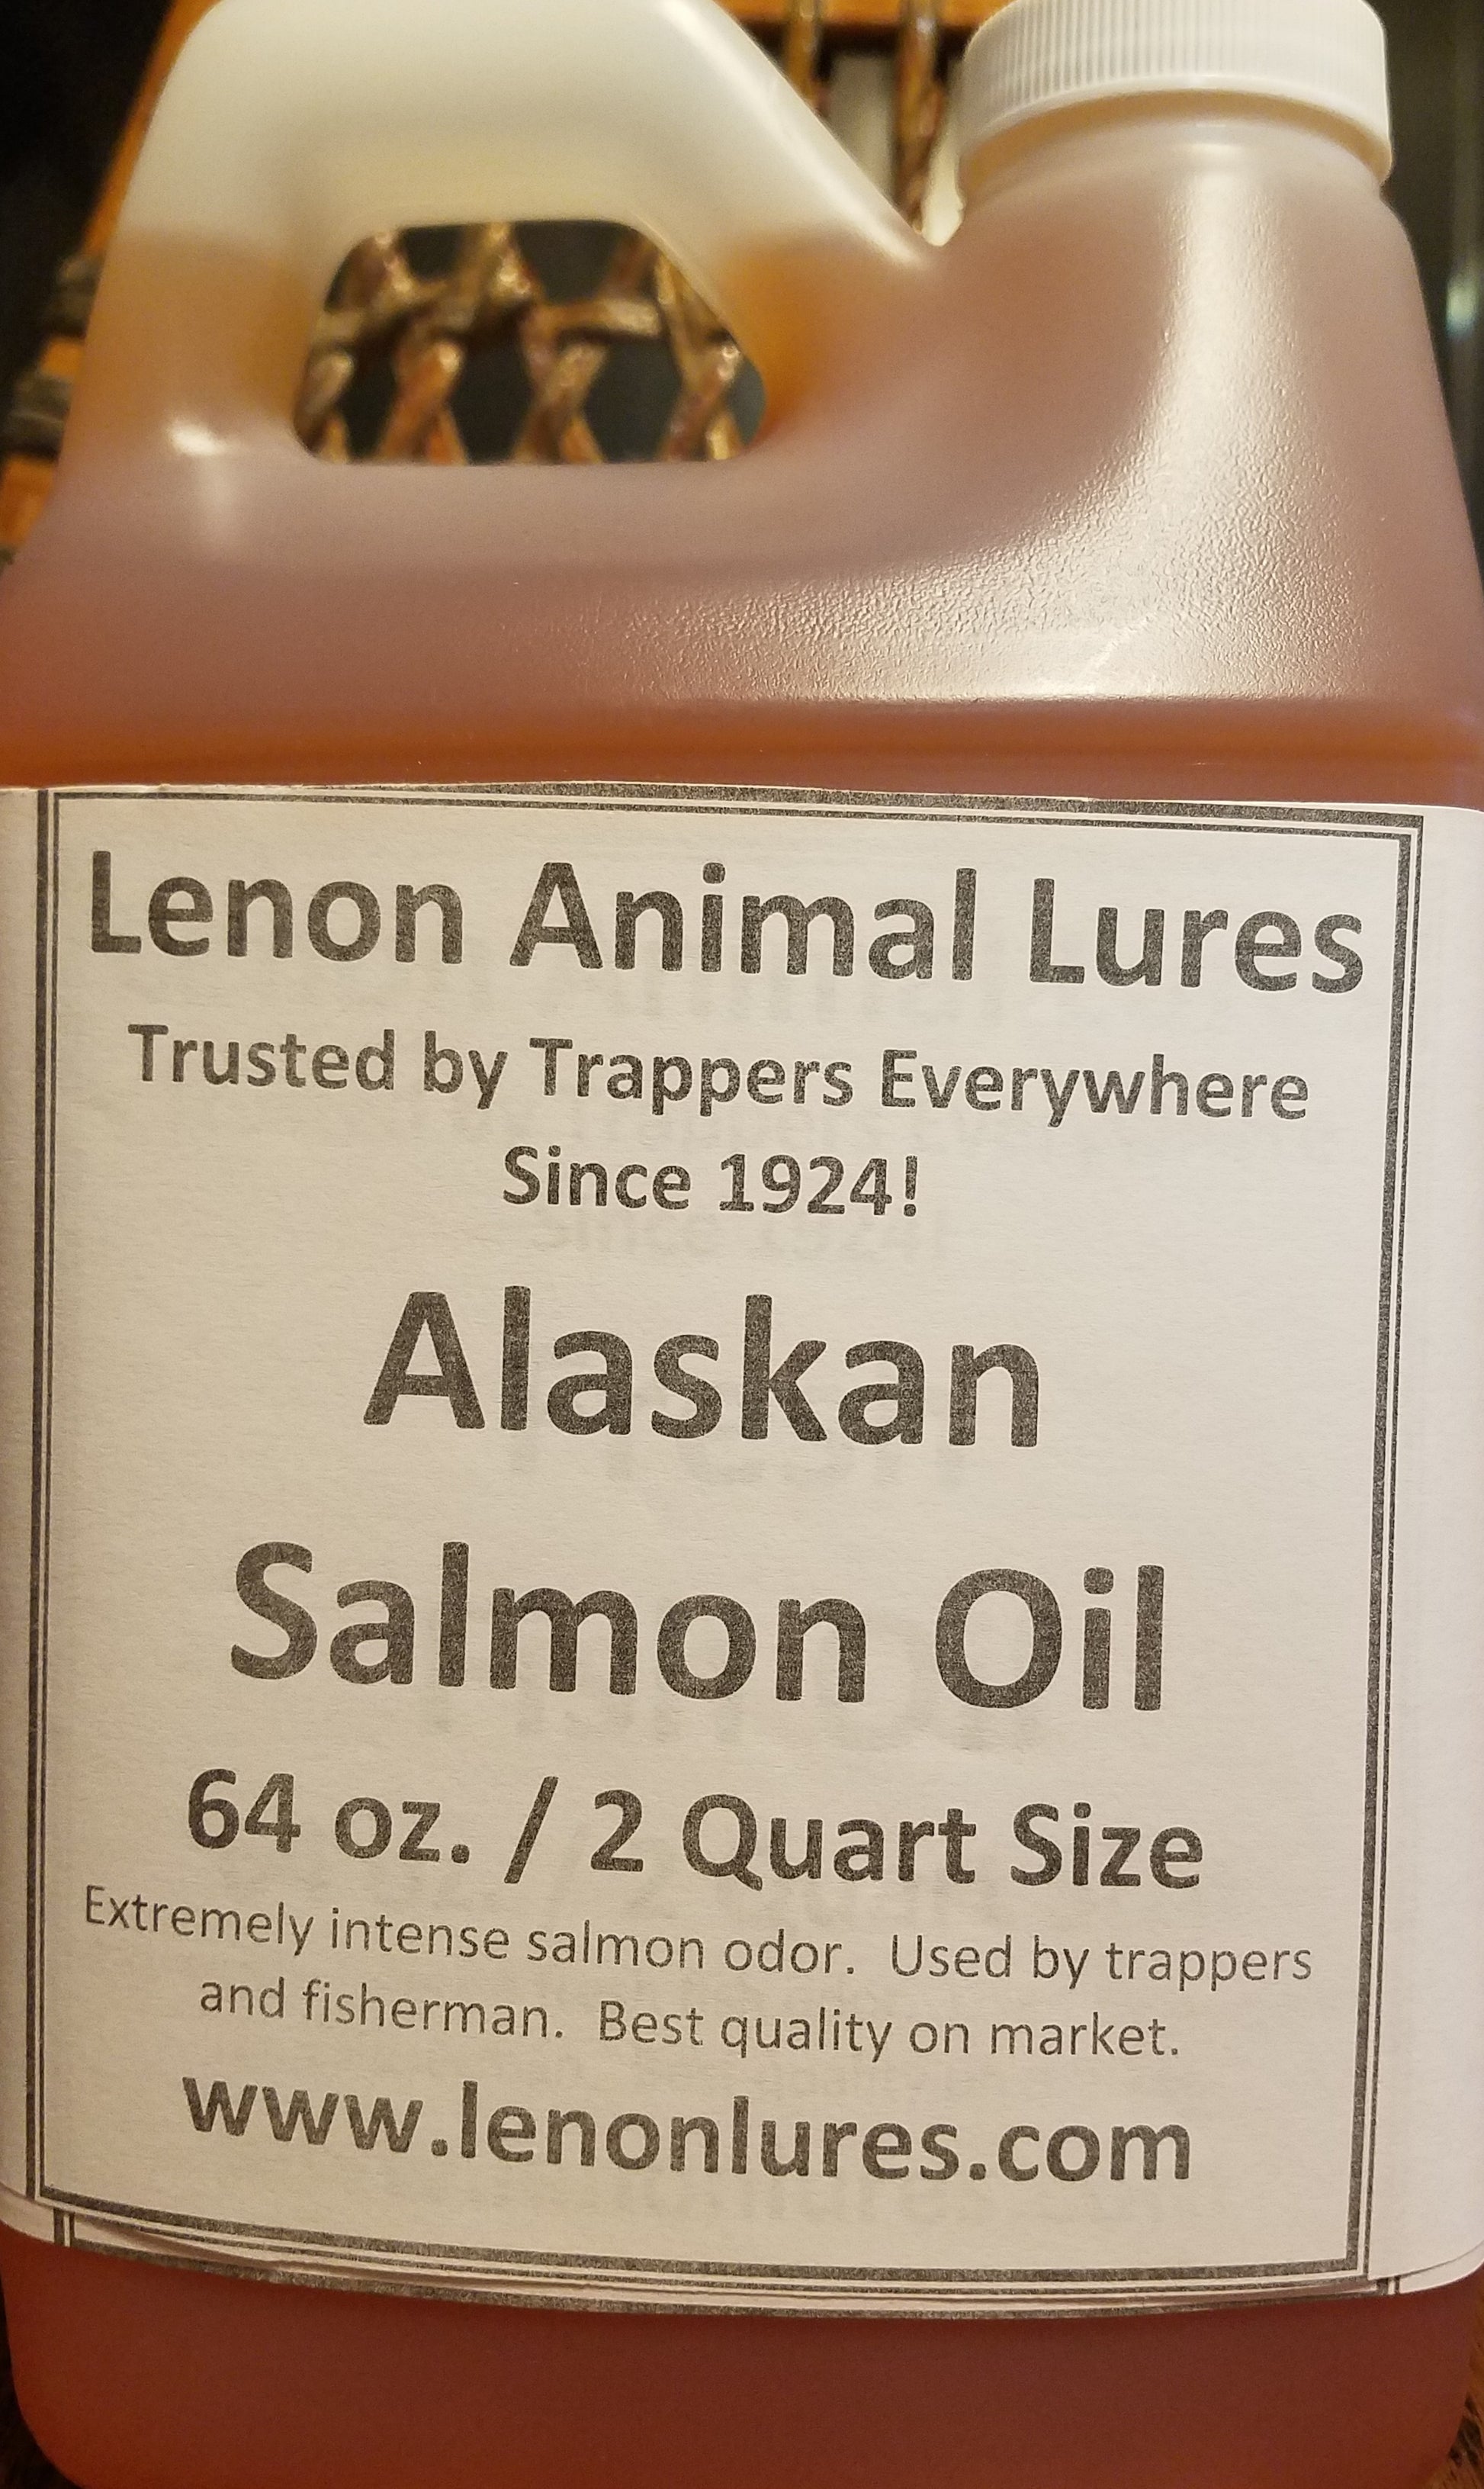 Lenon Animal Lures
Trusted by Trappers Everywhere
Since 1924!
Alaskan
Salmon Oil
64 oz. / 2 Quart Size
Extremely intense salmon odor.  Used by trappers
and fisherman.  Best quality on market.
www.lenonlures.com